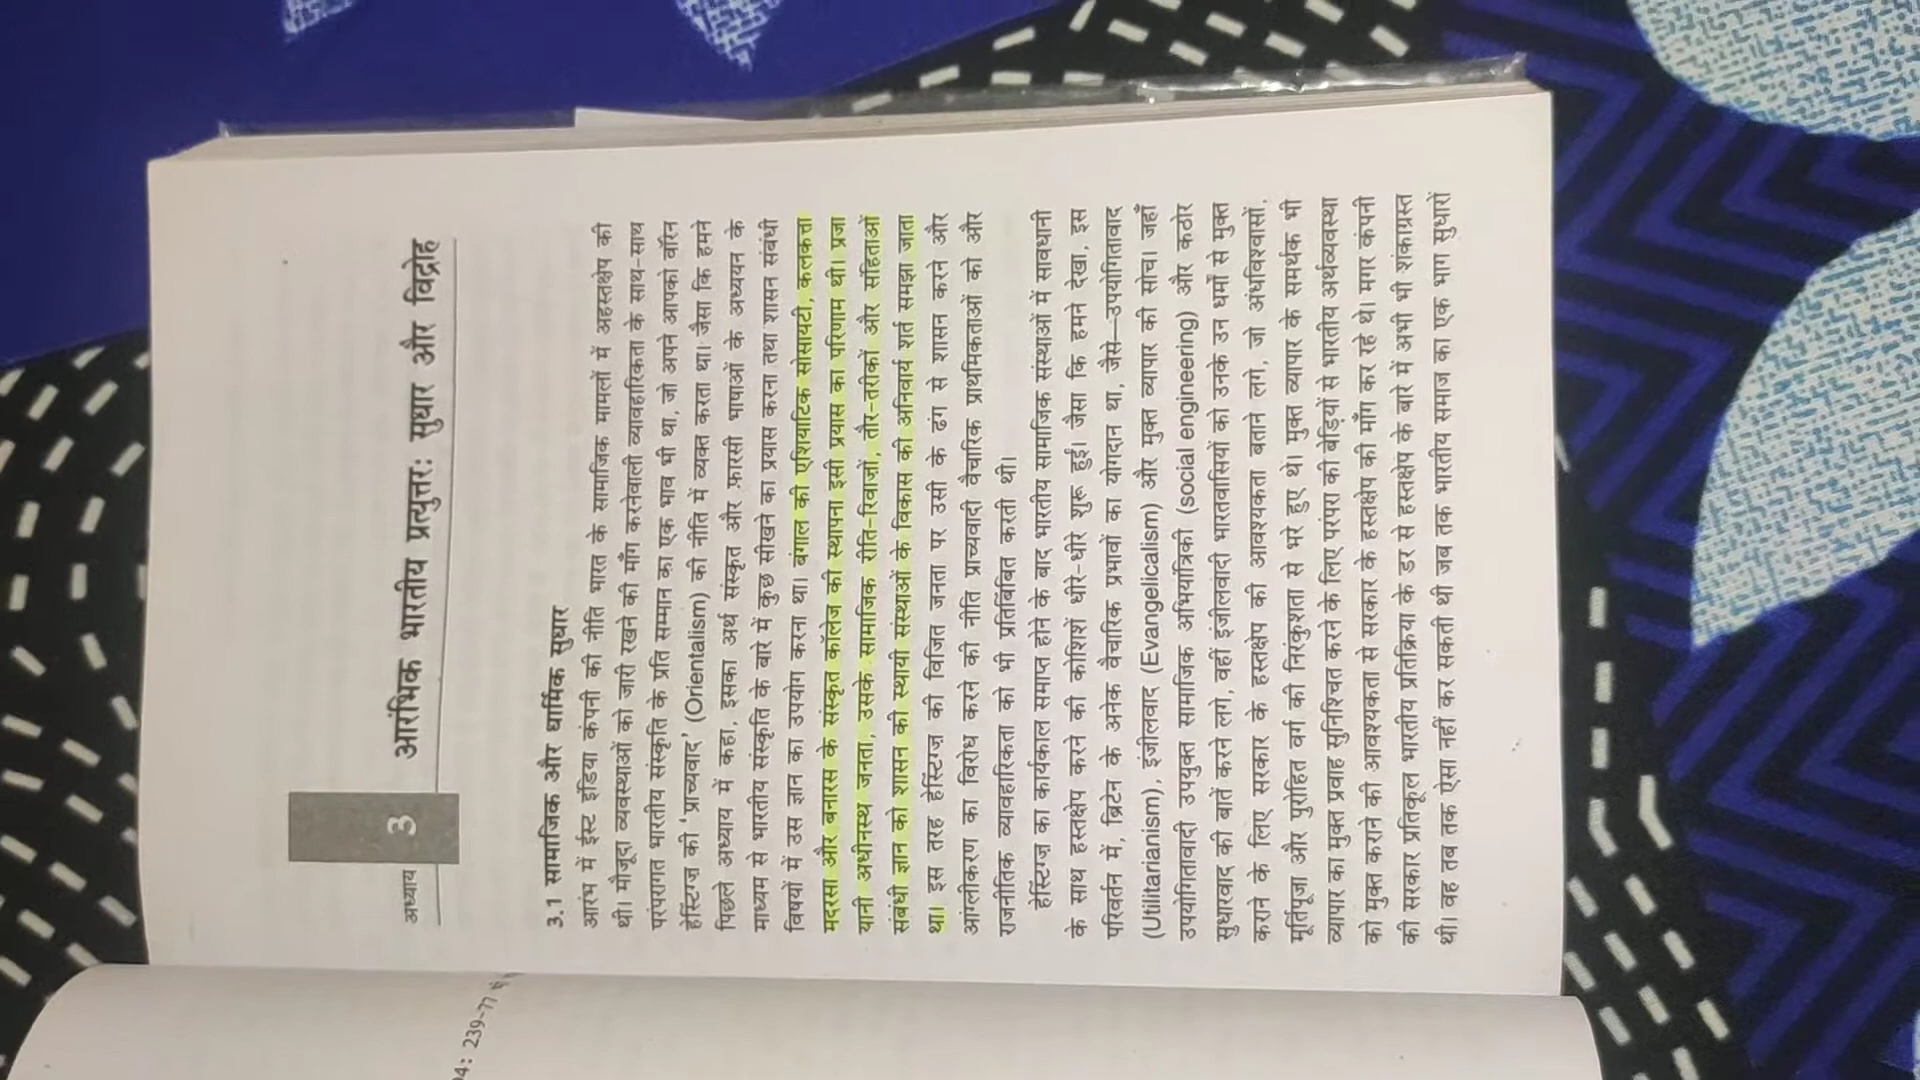 अध्याय 3 आरंभिक भारतीय प्रत्युत्तर: सुधार और विद्रोह
3.1 सामाजिक और धार्मिक सुधार
आरंभ में ईस्ट इंडिया कंपनी की नीति भारत के सामाजिक मामलों में अहस्तक्षेप की
थी। मौजूदा व्यवस्थाओं को जारी रखने की माँग करनेवाली व्यावहारिकता के साथ-साथ
परंपरागत भारतीय संस्कृति के प्रति सम्मान का एक भाव भी था, जो अपने आपको वॉरेन
हेस्टिंग्ज़ की 'प्राच्यवाद' (Orientalism) की नीति में व्यक्त करता था। जैसा कि हमने
पिछले अध्याय में कहा, इसका अर्थ संस्कृत और फ़ारसी भाषाओं के अध्ययन के
माध्यम से भारतीय संस्कृति के बारे में कुछ सीखने का प्रयास करना तथा शासन संबंधी
विषयों में उस ज्ञान का उपयोग करना था। बंगाल की एशियाटिक सोसायटी, कलकत्ता
मदरसा और बनारस के संस्कृत कॉलेज की स्थापना इसी प्रयास का परिणाम थी। प्रजा
यानी अधीनस्थ जनता, उसके सामाजिक रीति-रिवाजों, तौर-तरीकों और संहिताओं
संबंधी ज्ञान को शासन की स्थायी संस्थाओं के विकास की अनिवार्य शर्त समझा जाता
था। इस तरह हेस्टिंग्ज़ की विजित जनता पर उसी के ढंग से शासन करने और
आंग्लीकरण का विरोध करने की नीति प्राच्यवादी वैचारिक प्राथमिकताओं को और
राजनीतिक व्यावहारिकता को भी प्रतिबिंबित करती थी।
हेस्टिंग्ज़ का कार्यकाल समाप्त होने के बाद भारतीय सामाजिक संस्थाओं में सावधानी
के साथ हस्तक्षेप करने की कोशिशें धीरे-धीरे शुरू हुईं। जैसा कि हमने देखा, इस
परिवर्तन में, ब्रिटेन के अनेक वैचारिक प्रभावों का योगदान था, जैसे—उपयोगितावाद
(Utilitarianism), इंजीलवाद (Evangelicalism) और मुक्त व्यापार की सोच। जहाँ
उपयोगितावादी उपयुक्त सामाजिक अभियांत्रिकी (social engineering) और कठोर
सुधारवाद की बातें करने लगे, वहीं इंजीलवादी भारतवासियों को उनके उन धर्मों से मुक्त
कराने के लिए सरकार के हस्तक्षेप की आवश्यकता बताने लगे, जो अंधविश्वासों,
मूर्तिपूजा और पुरोहित वर्ग की निरंकुशता से भरे हुए थे। मुक्त व्यापार के समर्थक भी
व्यापार का मुक्त प्रवाह सुनिश्चित करने के लिए परंपरा की बेड़ियों से भारतीय अर्थव्यवस्था
को मुक्त कराने की आवश्यकता से सरकार के हस्तक्षेप की माँग कर रहे थे। मगर कंपनी
की सरकार प्रतिकूल भारतीय प्रतिक्रिया के डर से हस्तक्षेप के बारे में अभी भी शंकाग्रस्त
थी। वह तब तक ऐसा नहीं कर सकती थी जब तक भारतीय समाज का एक भाग सुधारों
04: 239-77